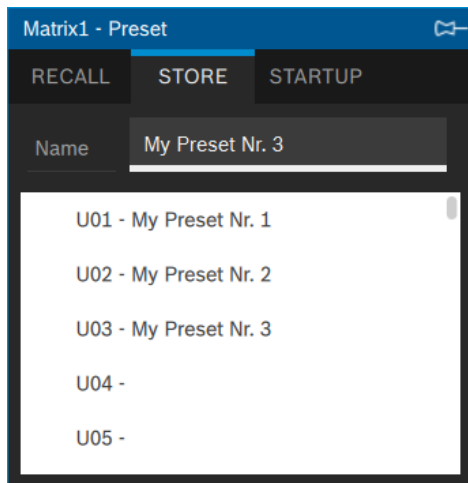 Matrix1 - Preset
RECALL STORE STARTUP
Name My Preset Nr. 3
U01 - My Preset Nr. 1
U02 - My Preset Nr. 2
U03 - My Preset Nr. 3
U04 -
U05 -